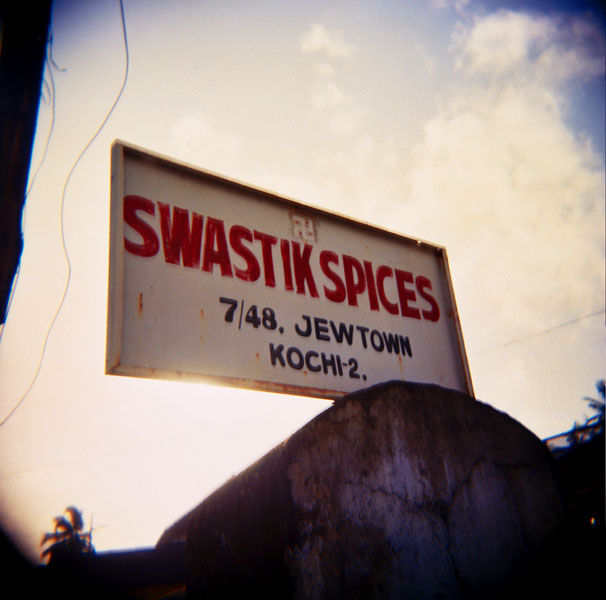 SWASTIK SPICES
7/48, JEWTOWN
KOCHI-2.